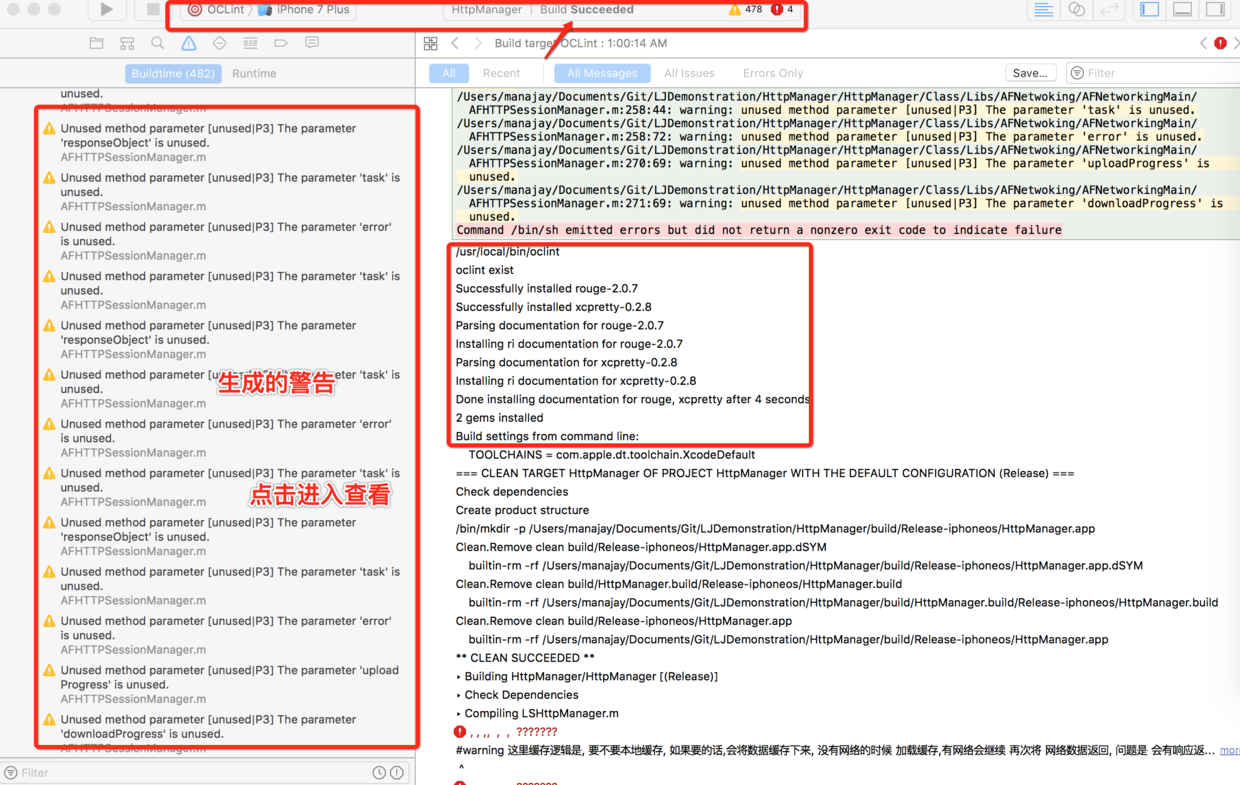 OCLint
iPhone 7 Plus
HttpManager
Build Succeeded
478
4
Build target OCLint : 1:00:14 AM
Buildtime (482)
Runtime
All
Recent
All Messages
All Issues
Errors Only
Save...
Filter
unused.
AFHTTPSessionManager.m
Unused method parameter [unused|P3] The parameter
'responseObject' is unused.
AFHTTPSessionManager.m
Unused method parameter [unused|P3] The parameter 'task' is
unused.
AFHTTPSessionManager.m
Unused method parameter [unused|P3] The parameter 'error'
is unused.
AFHTTPSessionManager.m
Unused method parameter [unused|P3] The parameter 'task' is
unused.
AFHTTPSessionManager.m
Unused method parameter [unused|P3] The parameter
'responseObject' is unused.
AFHTTPSessionManager.m
Unused method parameter [unused|P3] The parameter 'task' is
unused.
生成的警告
AFHTTPSessionManager.m
Unused method parameter [unused|P3] The parameter 'error'
is unused.
AFHTTPSessionManager.m
Unused method parameter [unused|P3] The parameter 'task' is
unused.
点击进入查看
AFHTTPSessionManager.m
Unused method parameter [unused|P3] The parameter
'responseObject' is unused.
AFHTTPSessionManager.m
Unused method parameter [unused|P3] The parameter 'task' is
unused.
AFHTTPSessionManager.m
Unused method parameter [unused|P3] The parameter 'error'
is unused.
AFHTTPSessionManager.m
Unused method parameter [unused|P3] The parameter 'upload
Progress' is unused.
AFHTTPSessionManager.m
Unused method parameter [unused|P3] The parameter
'downloadProgress' is unused.
AFHTTPSessionManager.m
Filter
/Users/manajay/Documents/Git/LJDemonstration/HttpManager/HttpManager/Class/Libs/AFNetwoking/AFNetworkingMain/
AFHTTPSessionManager.m:258:44: warning: unused method parameter [unused|P3] The parameter 'task' is unused.
/Users/manajay/Documents/Git/LJDemonstration/HttpManager/HttpManager/Class/Libs/AFNetwoking/AFNetworkingMain/
AFHTTPSessionManager.m:258:72: warning: unused method parameter [unused|P3] The parameter 'error' is unused.
/Users/manajay/Documents/Git/LJDemonstration/HttpManager/HttpManager/Class/Libs/AFNetwoking/AFNetworkingMain/
AFHTTPSessionManager.m:270:69: warning: unused method parameter [unused|P3] The parameter 'uploadProgress' is
unused.
/Users/manajay/Documents/Git/LJDemonstration/HttpManager/HttpManager/Class/Libs/AFNetwoking/AFNetworkingMain/
AFHTTPSessionManager.m:271:69: warning: unused method parameter [unused|P3] The parameter 'downloadProgress' is
unused.
Command /bin/sh emitted errors but did not return a nonzero exit code to indicate failure
/usr/local/bin/oclint
oclint exist
Successfully installed rouge-2.0.7
Successfully installed xcpretty-0.2.8
Parsing documentation for rouge-2.0.7
Installing ri documentation for rouge-2.0.7
Parsing documentation for xcpretty-0.2.8
Installing ri documentation for xcpretty-0.2.8
Done installing documentation for rouge, xcpretty after 4 seconds
2 gems installed
Build settings from command line:
TOOLCHAINS = com.apple.dt.toolchain.XcodeDefault
=== CLEAN TARGET HttpManager OF PROJECT HttpManager WITH THE DEFAULT CONFIGURATION (Release) ===
Check dependencies
Create product structure
/bin/mkdir -p /Users/manajay/Documents/Git/LJDemonstration/HttpManager/build/Release-iphoneos/HttpManager.app
Clean.Remove clean build/Release-iphoneos/HttpManager.app.dSYM
builtin-rm -rf /Users/manajay/Documents/Git/LJDemonstration/HttpManager/build/Release-iphoneos/HttpManager.app.dSYM
Clean.Remove clean build/HttpManager.build/Release-iphoneos/HttpManager.build
builtin-rm -rf /Users/manajay/Documents/Git/LJDemonstration/HttpManager/build/HttpManager.build/Release-iphoneos/HttpManager.build
Clean.Remove clean build/Release-iphoneos/HttpManager.app
builtin-rm -rf /Users/manajay/Documents/Git/LJDemonstration/HttpManager/build/Release-iphoneos/HttpManager.app
** CLEAN SUCCEEDED **
▸ Building HttpManager/HttpManager [(Release)]
▸ Check Dependencies
▸ Compiling LSHttpManager.m
, , ,, , , ???????
#warning 这里缓存逻辑是, 要不要本地缓存, 如果要的话,会将数据缓存下来, 没有网络的时候 加载缓存,有网络会继续 再次将 网络数据返回, 问题是 会有响应返... more
^